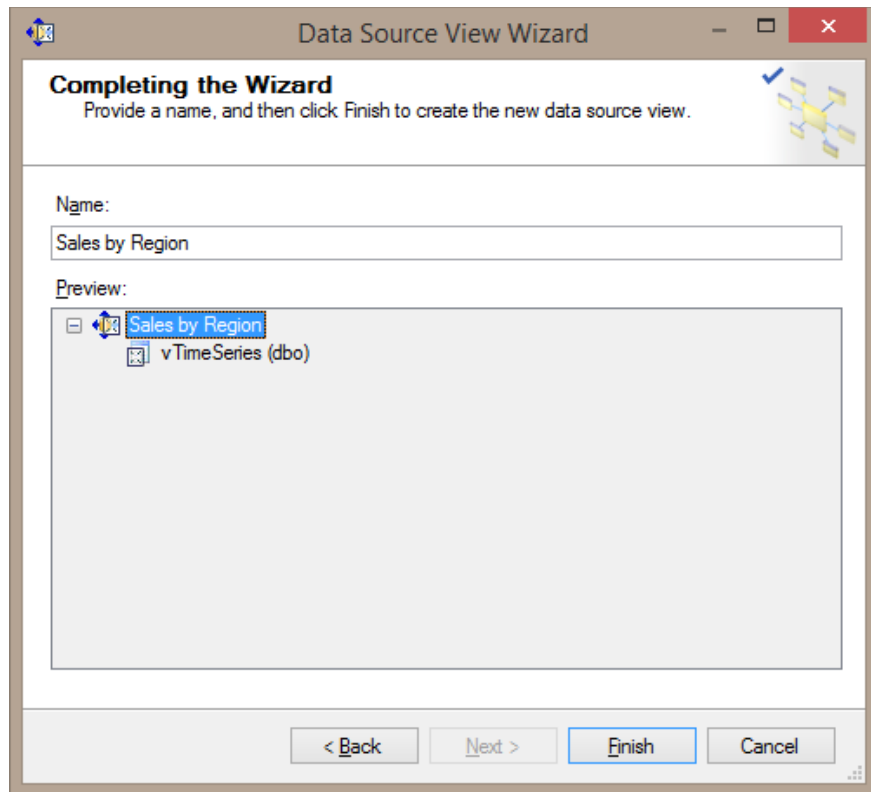 Data Source View Wizard
Completing the Wizard
Provide a name, and then click Finish to create the new data source view.
Name:
Sales by Region
Preview:
Sales by Region
vTimeSeries (dbo)
< Back
Next >
Finish
Cancel